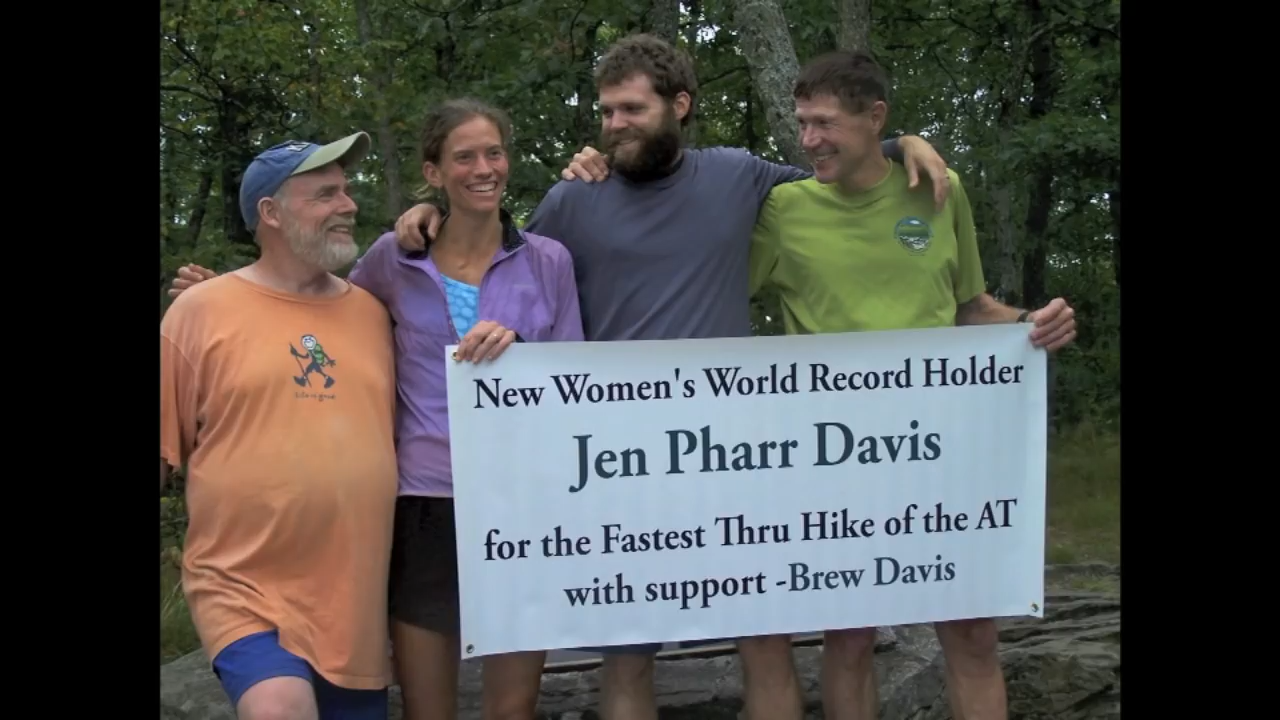 New Women's World Record Holder
Jen Pharr Davis
for the Fastest Thru Hike of the AT
with support -Brew Davis